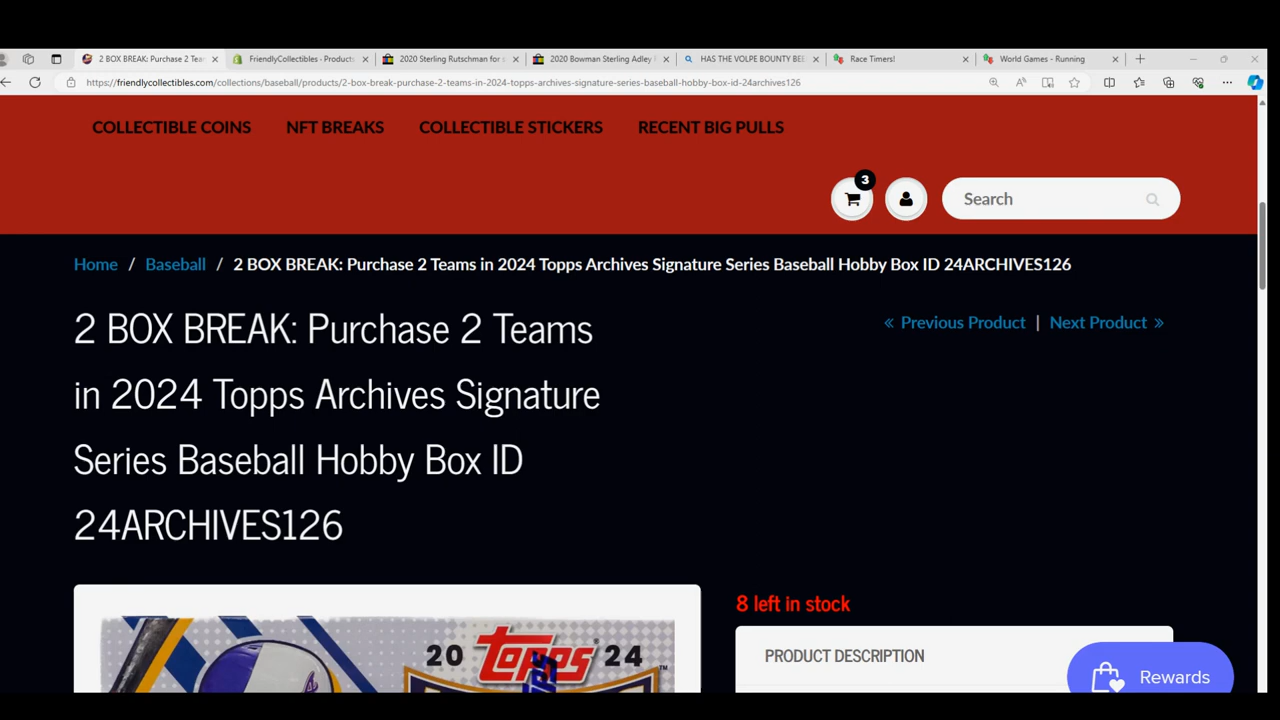 2 BOX BREAK: Purchase 2 Tea
FriendlyCollectibles - Products
2020 Sterling Rutschman for s
2020 Bowman Sterling Adley
HAS THE VOLPE BOUNTY BEE
Race Timers!
World Games - Running
https://friendlycollectibles.com/collections/baseball/products/2-box-break-purchase-2-teams-in-2024-topps-archives-signature-series-baseball-hobby-box-id-24archives126
COLLECTIBLE COINS NFT BREAKS COLLECTIBLE STICKERS RECENT BIG PULLS
3
Search
Home / Baseball / 2 BOX BREAK: Purchase 2 Teams in 2024 Topps Archives Signature Series Baseball Hobby Box ID 24ARCHIVES126
« Previous Product | Next Product »
2 BOX BREAK: Purchase 2 Teams
in 2024 Topps Archives Signature
Series Baseball Hobby Box ID
24ARCHIVES126
8 left in stock
PRODUCT DESCRIPTION
20 topps 24
Rewards